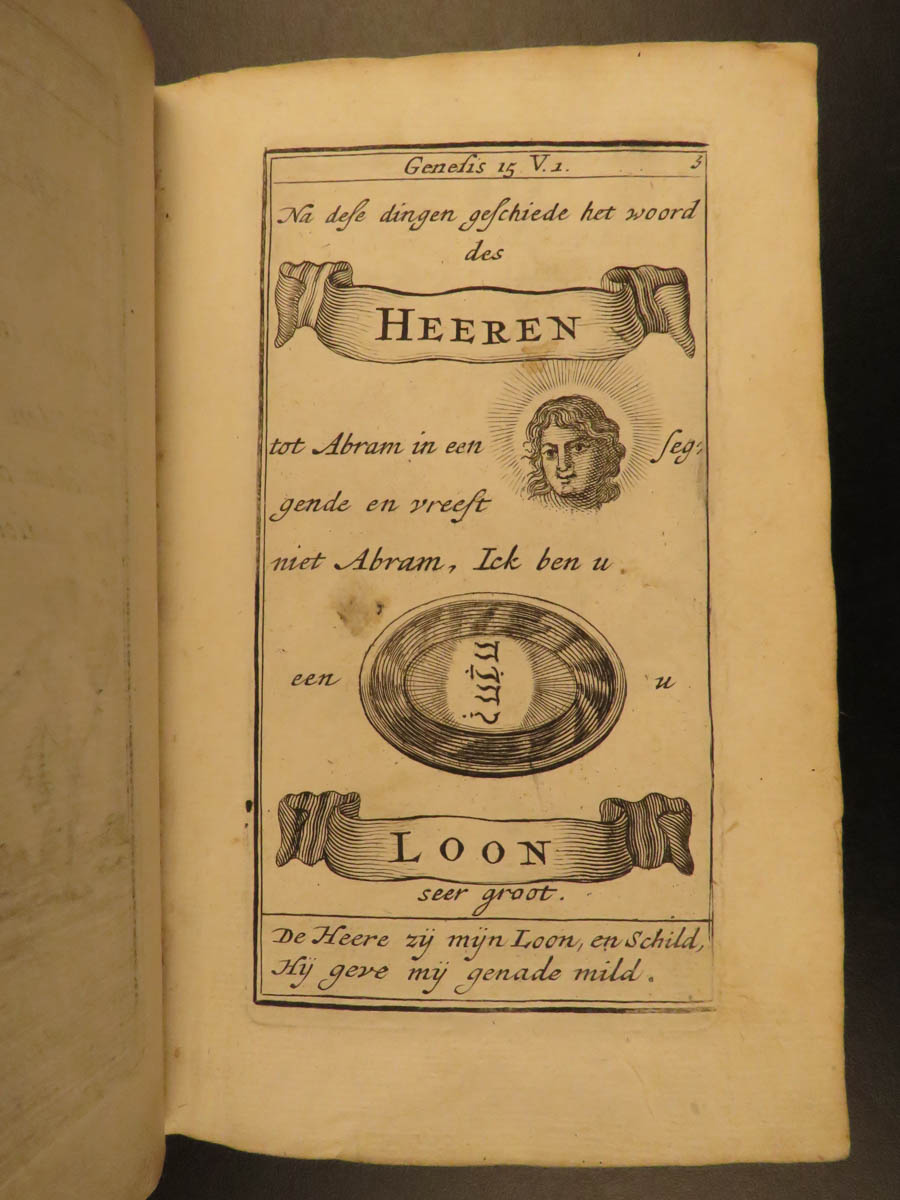 Genesis 15 V.1. 3
Na dese dingen geschiede het woord
des
HEEREN
tot Abram in een seg:
gende en vreest
niet Abram, Ick ben u
een יהוה u
LOON
seer groot.
De Heere zij mijn Loon, en Schild,
Hij geve mij genade mild.